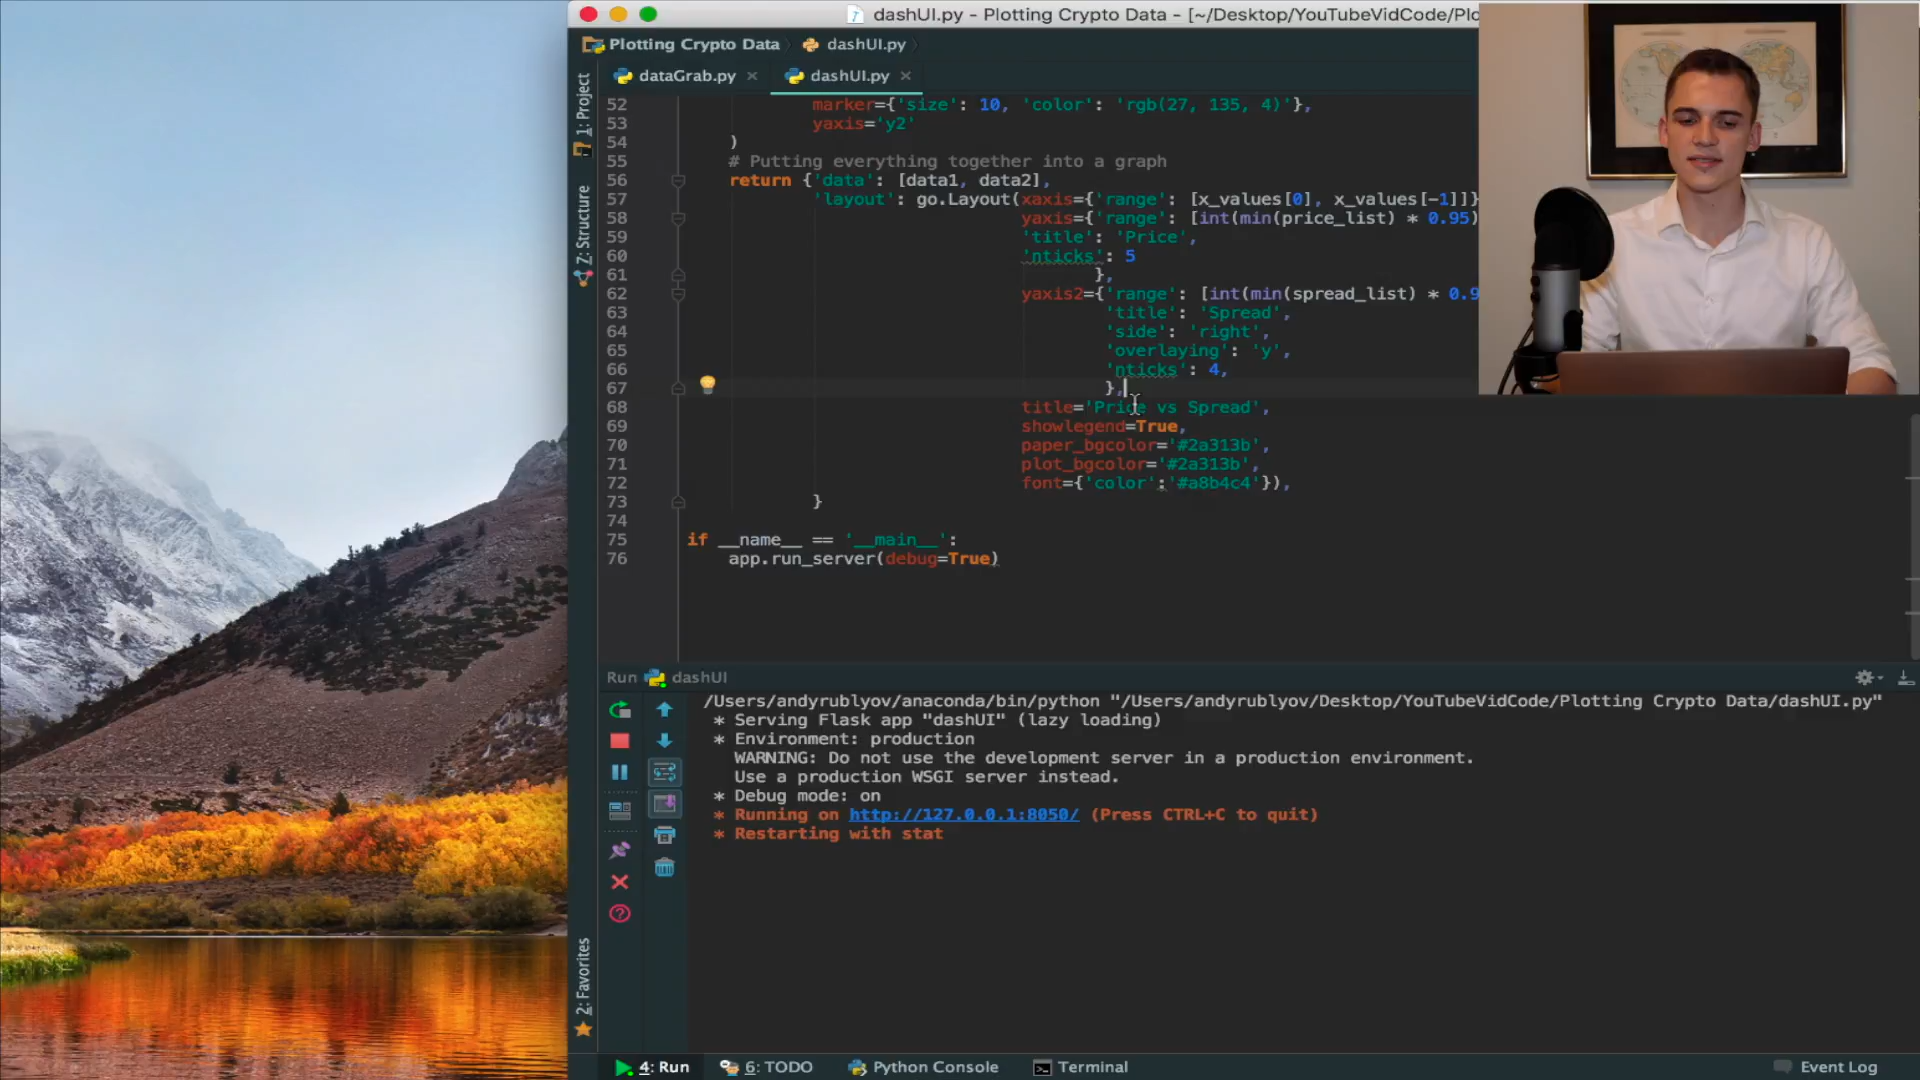 dashUI.py - Plotting Crypto Data - [~/Desktop/YouTubeVidCode/Plo
Plotting Crypto Data
dashUI.py
dataGrab.py
dashUI.py
1: Project
7: Structure
2: Favorites
52 marker={'size': 10, 'color': 'rgb(27, 135, 4)'},
53 yaxis='y2'
54 )
55 # Putting everything together into a graph
56 return {'data': [data1, data2],
57 'layout': go.Layout(xaxis={'range': [x_values[0], x_values[-1]]}
58 yaxis={'range': [int(min(price_list) * 0.95)
59 'title': 'Price',
60 'nticks': 5
61 },
62 yaxis2={'range': [int(min(spread_list) * 0.9
63 'title': 'Spread',
64 'side': 'right',
65 'overlaying': 'y',
66 'nticks': 4,
67 },
68 title='Price vs Spread',
69 showlegend=True,
70 paper_bgcolor='#2a313b',
71 plot_bgcolor='#2a313b',
72 font={'color':'#a8b4c4'}),
73 }
74
75 if __name__ == '__main__':
76 app.run_server(debug=True)
Run dashUI
/Users/andyrublyov/anaconda/bin/python "/Users/andyrublyov/Desktop/YouTubeVidCode/Plotting Crypto Data/dashUI.py"
* Serving Flask app "dashUI" (lazy loading)
* Environment: production
WARNING: Do not use the development server in a production environment.
Use a production WSGI server instead.
* Debug mode: on
* Running on http://127.0.0.1:8050/ (Press CTRL+C to quit)
* Restarting with stat
4: Run
6: TODO
Python Console
Terminal
Event Log